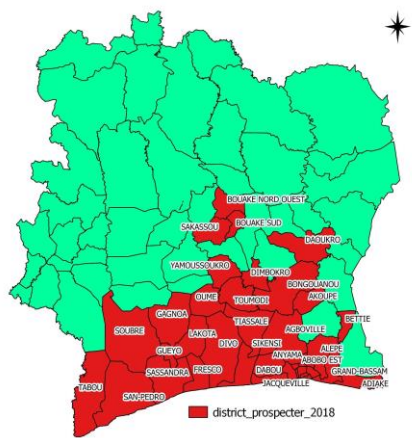 BOUAKE NORD OUEST
BOUAKE SUD
SAKASSOU
DAOUKRO
YAMOUSSOUKRO
DIMBOKRO
BONGOUANOU
OUME
TOUMODI
AKOUPE
BETTIE
GAGNOA
TIASSALE
SOUBRE
LAKOTA
AGBOVILLE
DIVO
SIKENSI
ALEPE
GUEYO
ANYAMA
ABOBO EST
SASSANDRA
FRESCO
DABOU
GRAND-BASSAM
TABOU
JACQUEVILLE
ADIAKE
SAN-PEDRO
district_prospecter_2018